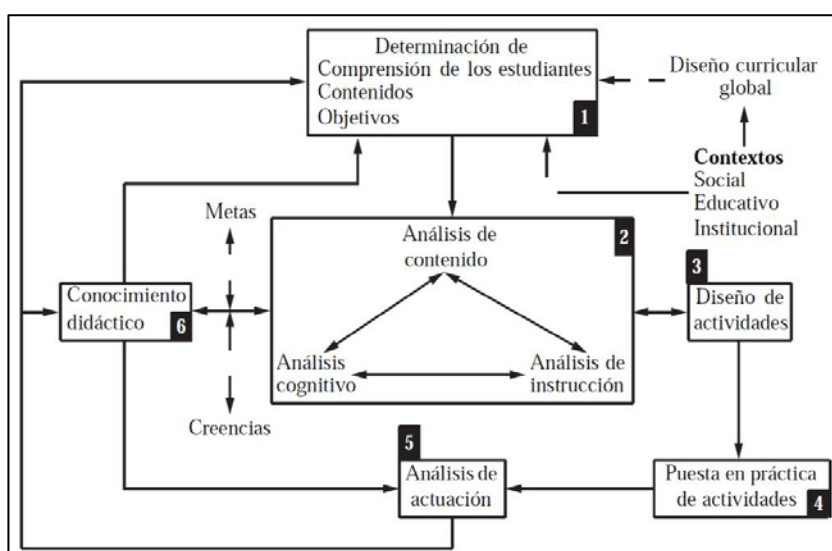 Determinación de
Comprensión de los estudiantes
Contenidos
Objetivos
1
Diseño curricular
global
Contextos
Social
Educativo
Institucional
Metas
2
Análisis de
contenido
3
Diseño de
actividades
Conocimiento
didáctico
6
Análisis
cognitivo
Análisis de
instrucción
Creencias
5
Análisis de
actuación
Puesta en práctica
de actividades
4